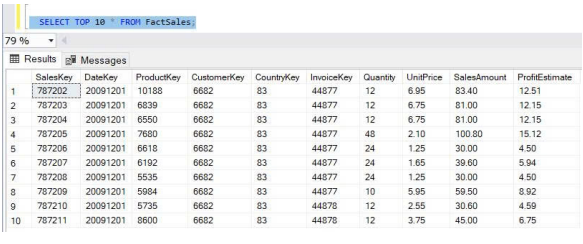 SELECT TOP 10 * FROM FactSales;
79 %
Results Messages
SalesKey DateKey ProductKey CustomerKey CountryKey InvoiceKey Quantity UnitPrice SalesAmount ProfitEstimate
1 787202 20091201 10188 6682 83 44877 12 6.95 83.40 12.51
2 787203 20091201 6839 6682 83 44877 12 6.75 81.00 12.15
3 787204 20091201 6550 6682 83 44877 12 6.75 81.00 12.15
4 787205 20091201 7680 6682 83 44877 48 2.10 100.80 15.12
5 787206 20091201 6618 6682 83 44877 24 1.25 30.00 4.50
6 787207 20091201 6192 6682 83 44877 24 1.65 39.60 5.94
7 787208 20091201 5535 6682 83 44877 24 1.25 30.00 4.50
8 787209 20091201 5984 6682 83 44877 10 5.95 59.50 8.92
9 787210 20091201 5735 6682 83 44878 12 2.55 30.60 4.59
10 787211 20091201 8600 6682 83 44878 12 3.75 45.00 6.75